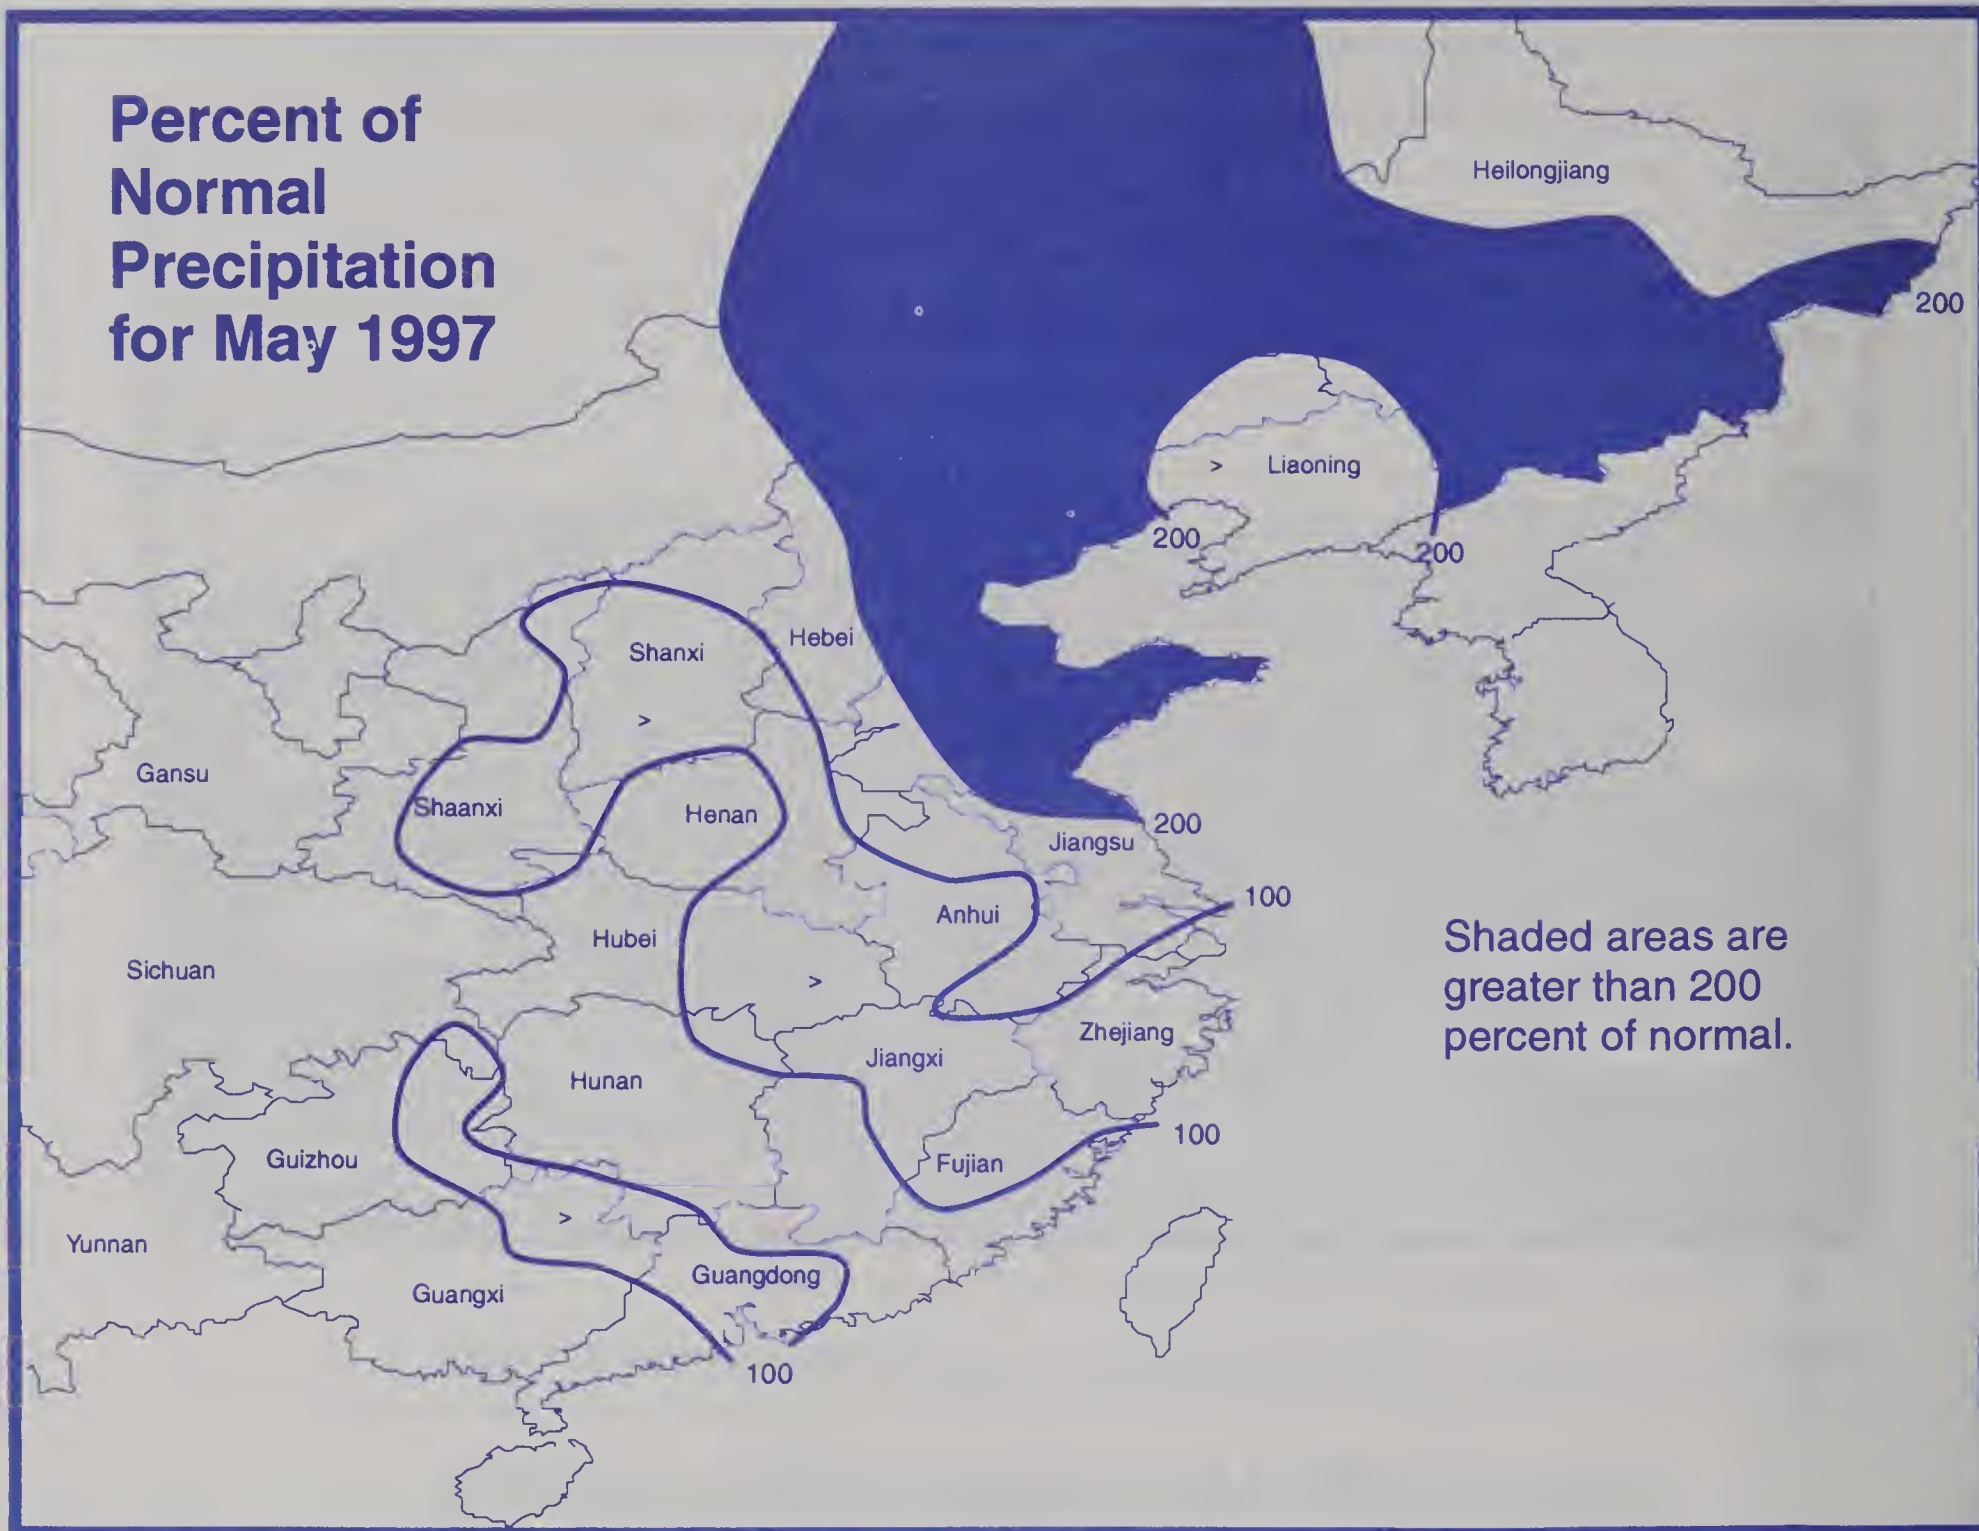 Percent of
Normal
Precipitation
for May 1997
Heilongjiang
200
> Liaoning
200
200
Hebei
Shanxi
>
Gansu
Shaanxi
Henan
200
Jiangsu
100
Anhui
Hubei
Shaded areas are
greater than 200
percent of normal.
Sichuan
>
Zhejiang
Jiangxi
Hunan
100
Guizhou
Fujian
>
Yunnan
Guangdong
Guangxi
100